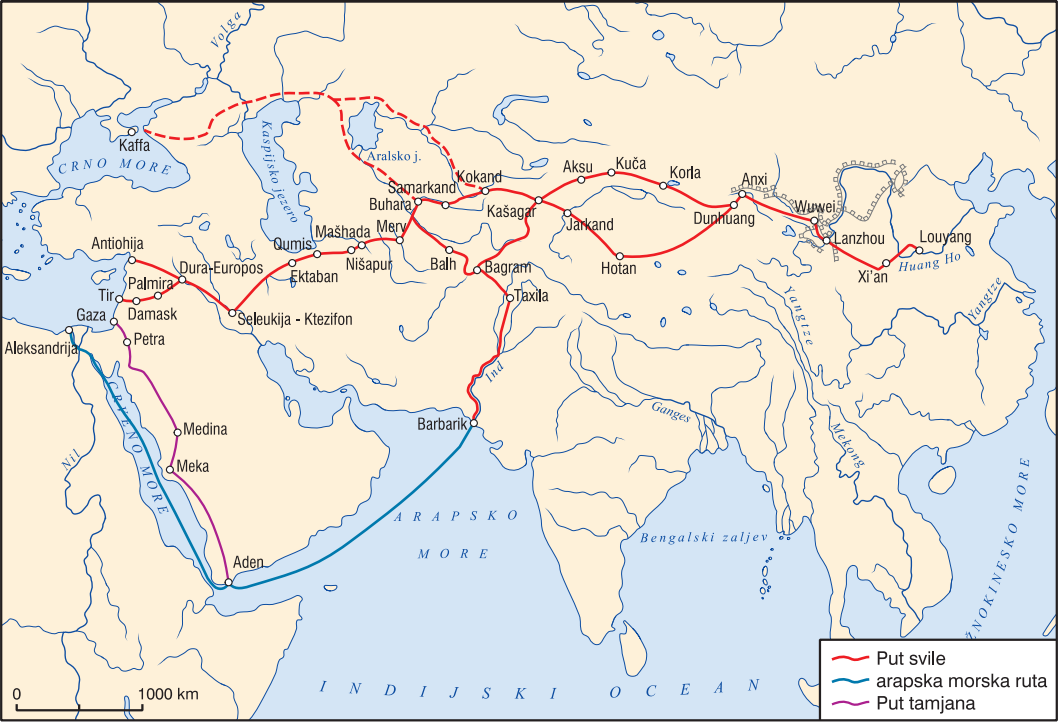 Volga
Kaffa
CRNO MORE
Kaspijsko jezero
Aralsko j.
Samarkand
Kokand
Buhara
Kašagar
Aksu
Kuča
Korla
Anxi
Dunhuang
Wuwei
Lanzhou
Louyang
Huang Ho
Xi'an
Jarkand
Hotan
Merv
Mašhada
Nišapur
Qumis
Ektaban
Balh
Bagram
Taxila
Antiohija
Dura-Europos
Palmira
Tir
Damask
Seleukija - Ktezifon
Gaza
Petra
Aleksandrija
Yangtze
Yangtze
Ind
Ganges
Mekong
Barbarik
CRVENO MORE
Medina
Meka
Nil
Aden
ARAPSKO
MORE
Bengalski zaljev
ŽNOKINESKO MORE
INDIJSKI OCEAN
0 1000 km
Put svile
arapska morska ruta
Put tamjana